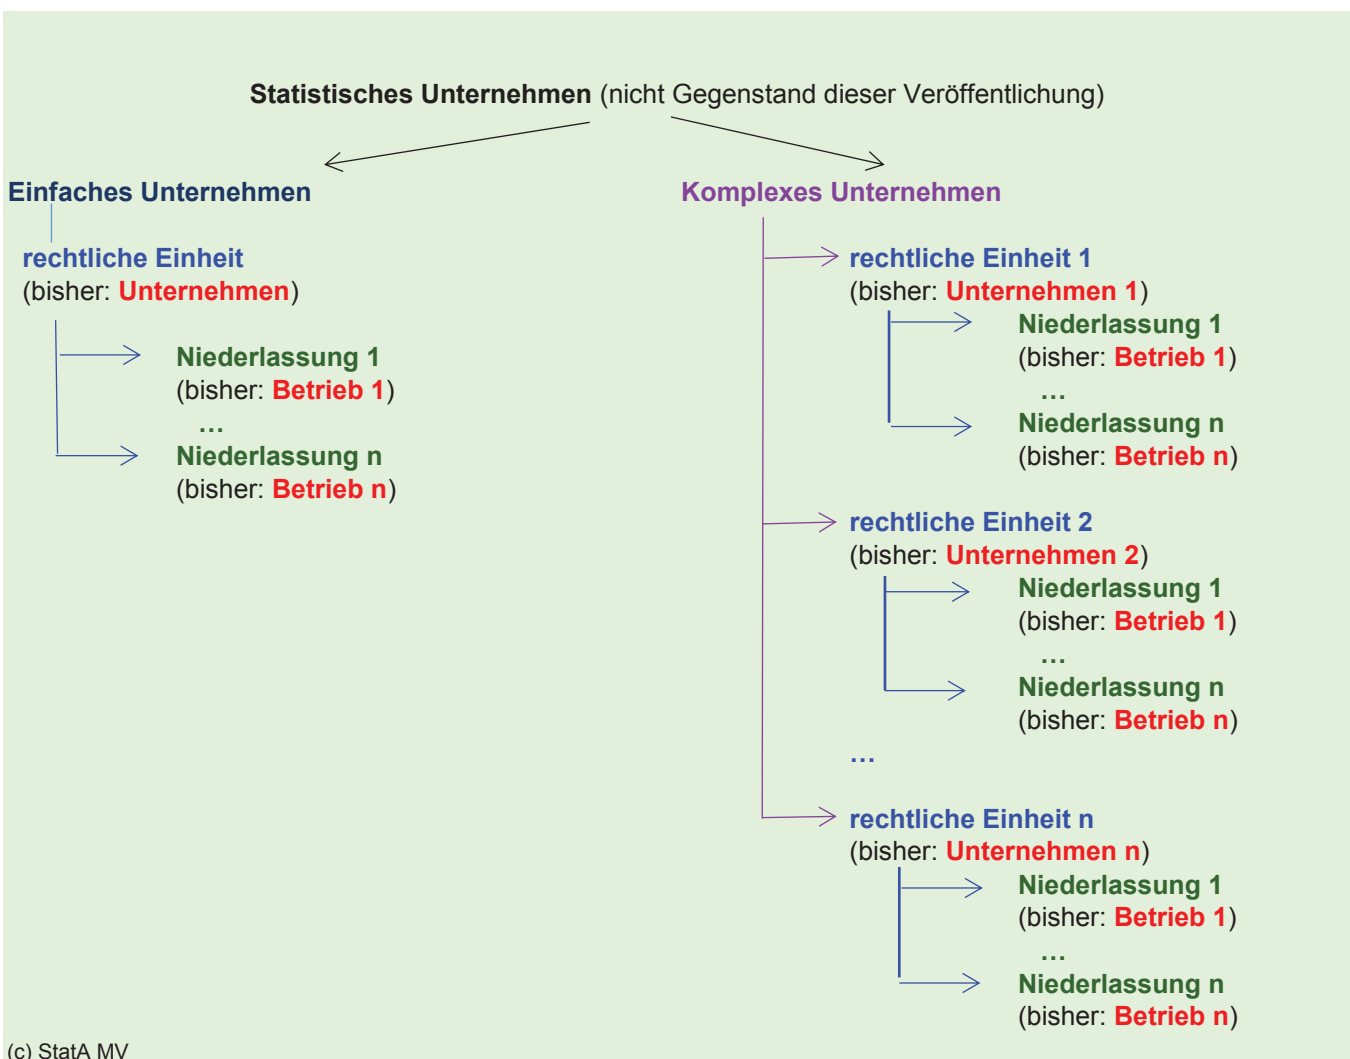 Statistisches Unternehmen (nicht Gegenstand dieser Veröffentlichung)
Einfaches Unternehmen
rechtliche Einheit
(bisher: Unternehmen)
Niederlassung 1
(bisher: Betrieb 1)
…
Niederlassung n
(bisher: Betrieb n)
Komplexes Unternehmen
rechtliche Einheit 1
(bisher: Unternehmen 1)
Niederlassung 1
(bisher: Betrieb 1)
…
Niederlassung n
(bisher: Betrieb n)
rechtliche Einheit 2
(bisher: Unternehmen 2)
Niederlassung 1
(bisher: Betrieb 1)
…
Niederlassung n
(bisher: Betrieb n)
…
rechtliche Einheit n
(bisher: Unternehmen n)
Niederlassung 1
(bisher: Betrieb 1)
…
Niederlassung n
(bisher: Betrieb n)
(c) StatA MV